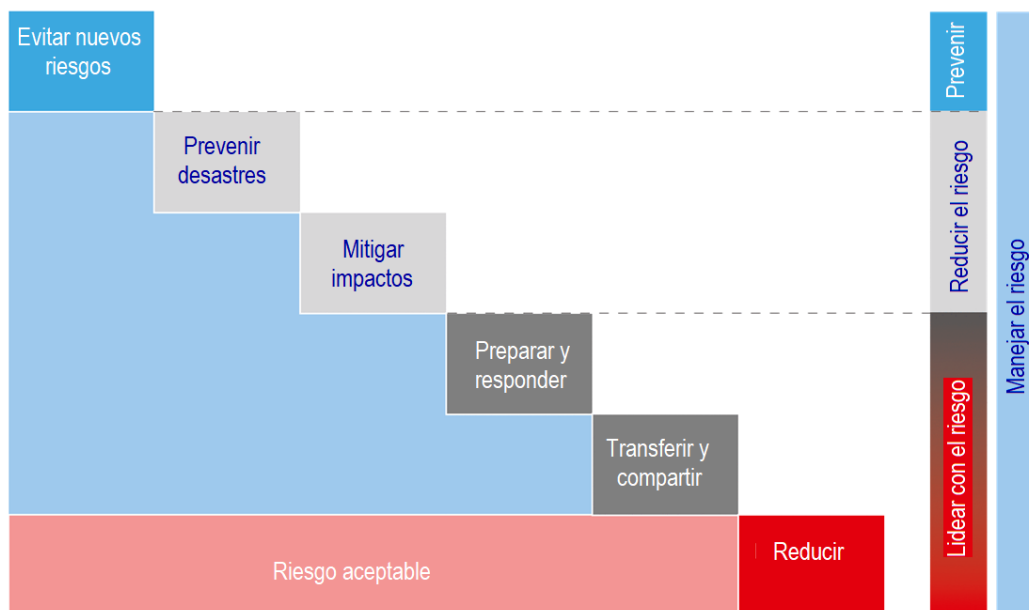 Evitar nuevos
riesgos
Prevenir
desastres
Mitigar
impactos
Preparar y
responder
Transferir y
compartir
Reducir
Riesgo aceptable
Prevenir
Reducir el riesgo
Lidear con el riesgo
Manejar el riesgo